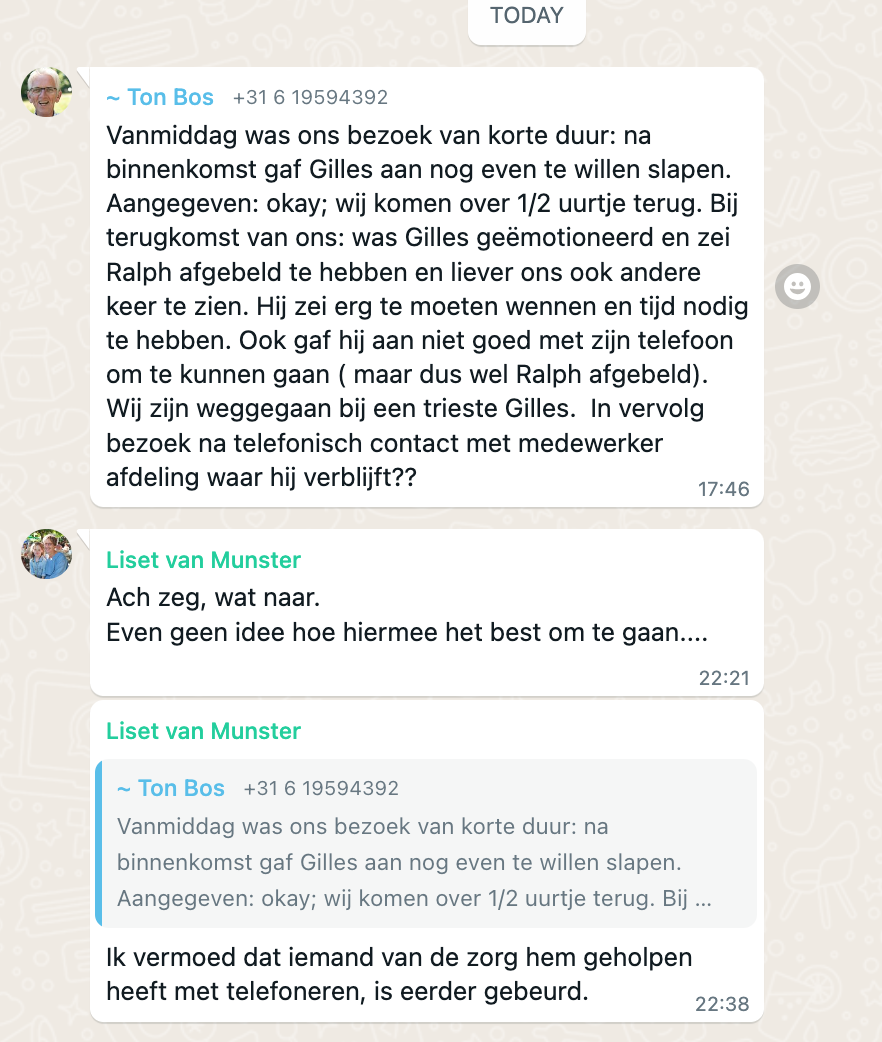 TODAY
~ Ton Bos +31 6 19594392
Vanmiddag was ons bezoek van korte duur: na
binnenkomst gaf Gilles aan nog even te willen slapen.
Aangegeven: okay; wij komen over 1/2 uurtje terug. Bij
terugkomst van ons: was Gilles geëmotioneerd en zei
Ralph afgebeld te hebben en liever ons ook andere
keer te zien. Hij zei erg te moeten wennen en tijd nodig
te hebben. Ook gaf hij aan niet goed met zijn telefoon
om te kunnen gaan ( maar dus wel Ralph afgebeld).
Wij zijn weggegaan bij een trieste Gilles.  In vervolg
bezoek na telefonisch contact met medewerker
afdeling waar hij verblijft??
17:46
Liset van Munster
Ach zeg, wat naar.
Even geen idee hoe hiermee het best om te gaan....
22:21
Liset van Munster
~ Ton Bos +31 6 19594392
Vanmiddag was ons bezoek van korte duur: na
binnenkomst gaf Gilles aan nog even te willen slapen.
Aangegeven: okay; wij komen over 1/2 uurtje terug. Bij ...
Ik vermoed dat iemand van de zorg hem geholpen
heeft met telefoneren, is eerder gebeurd.
22:38